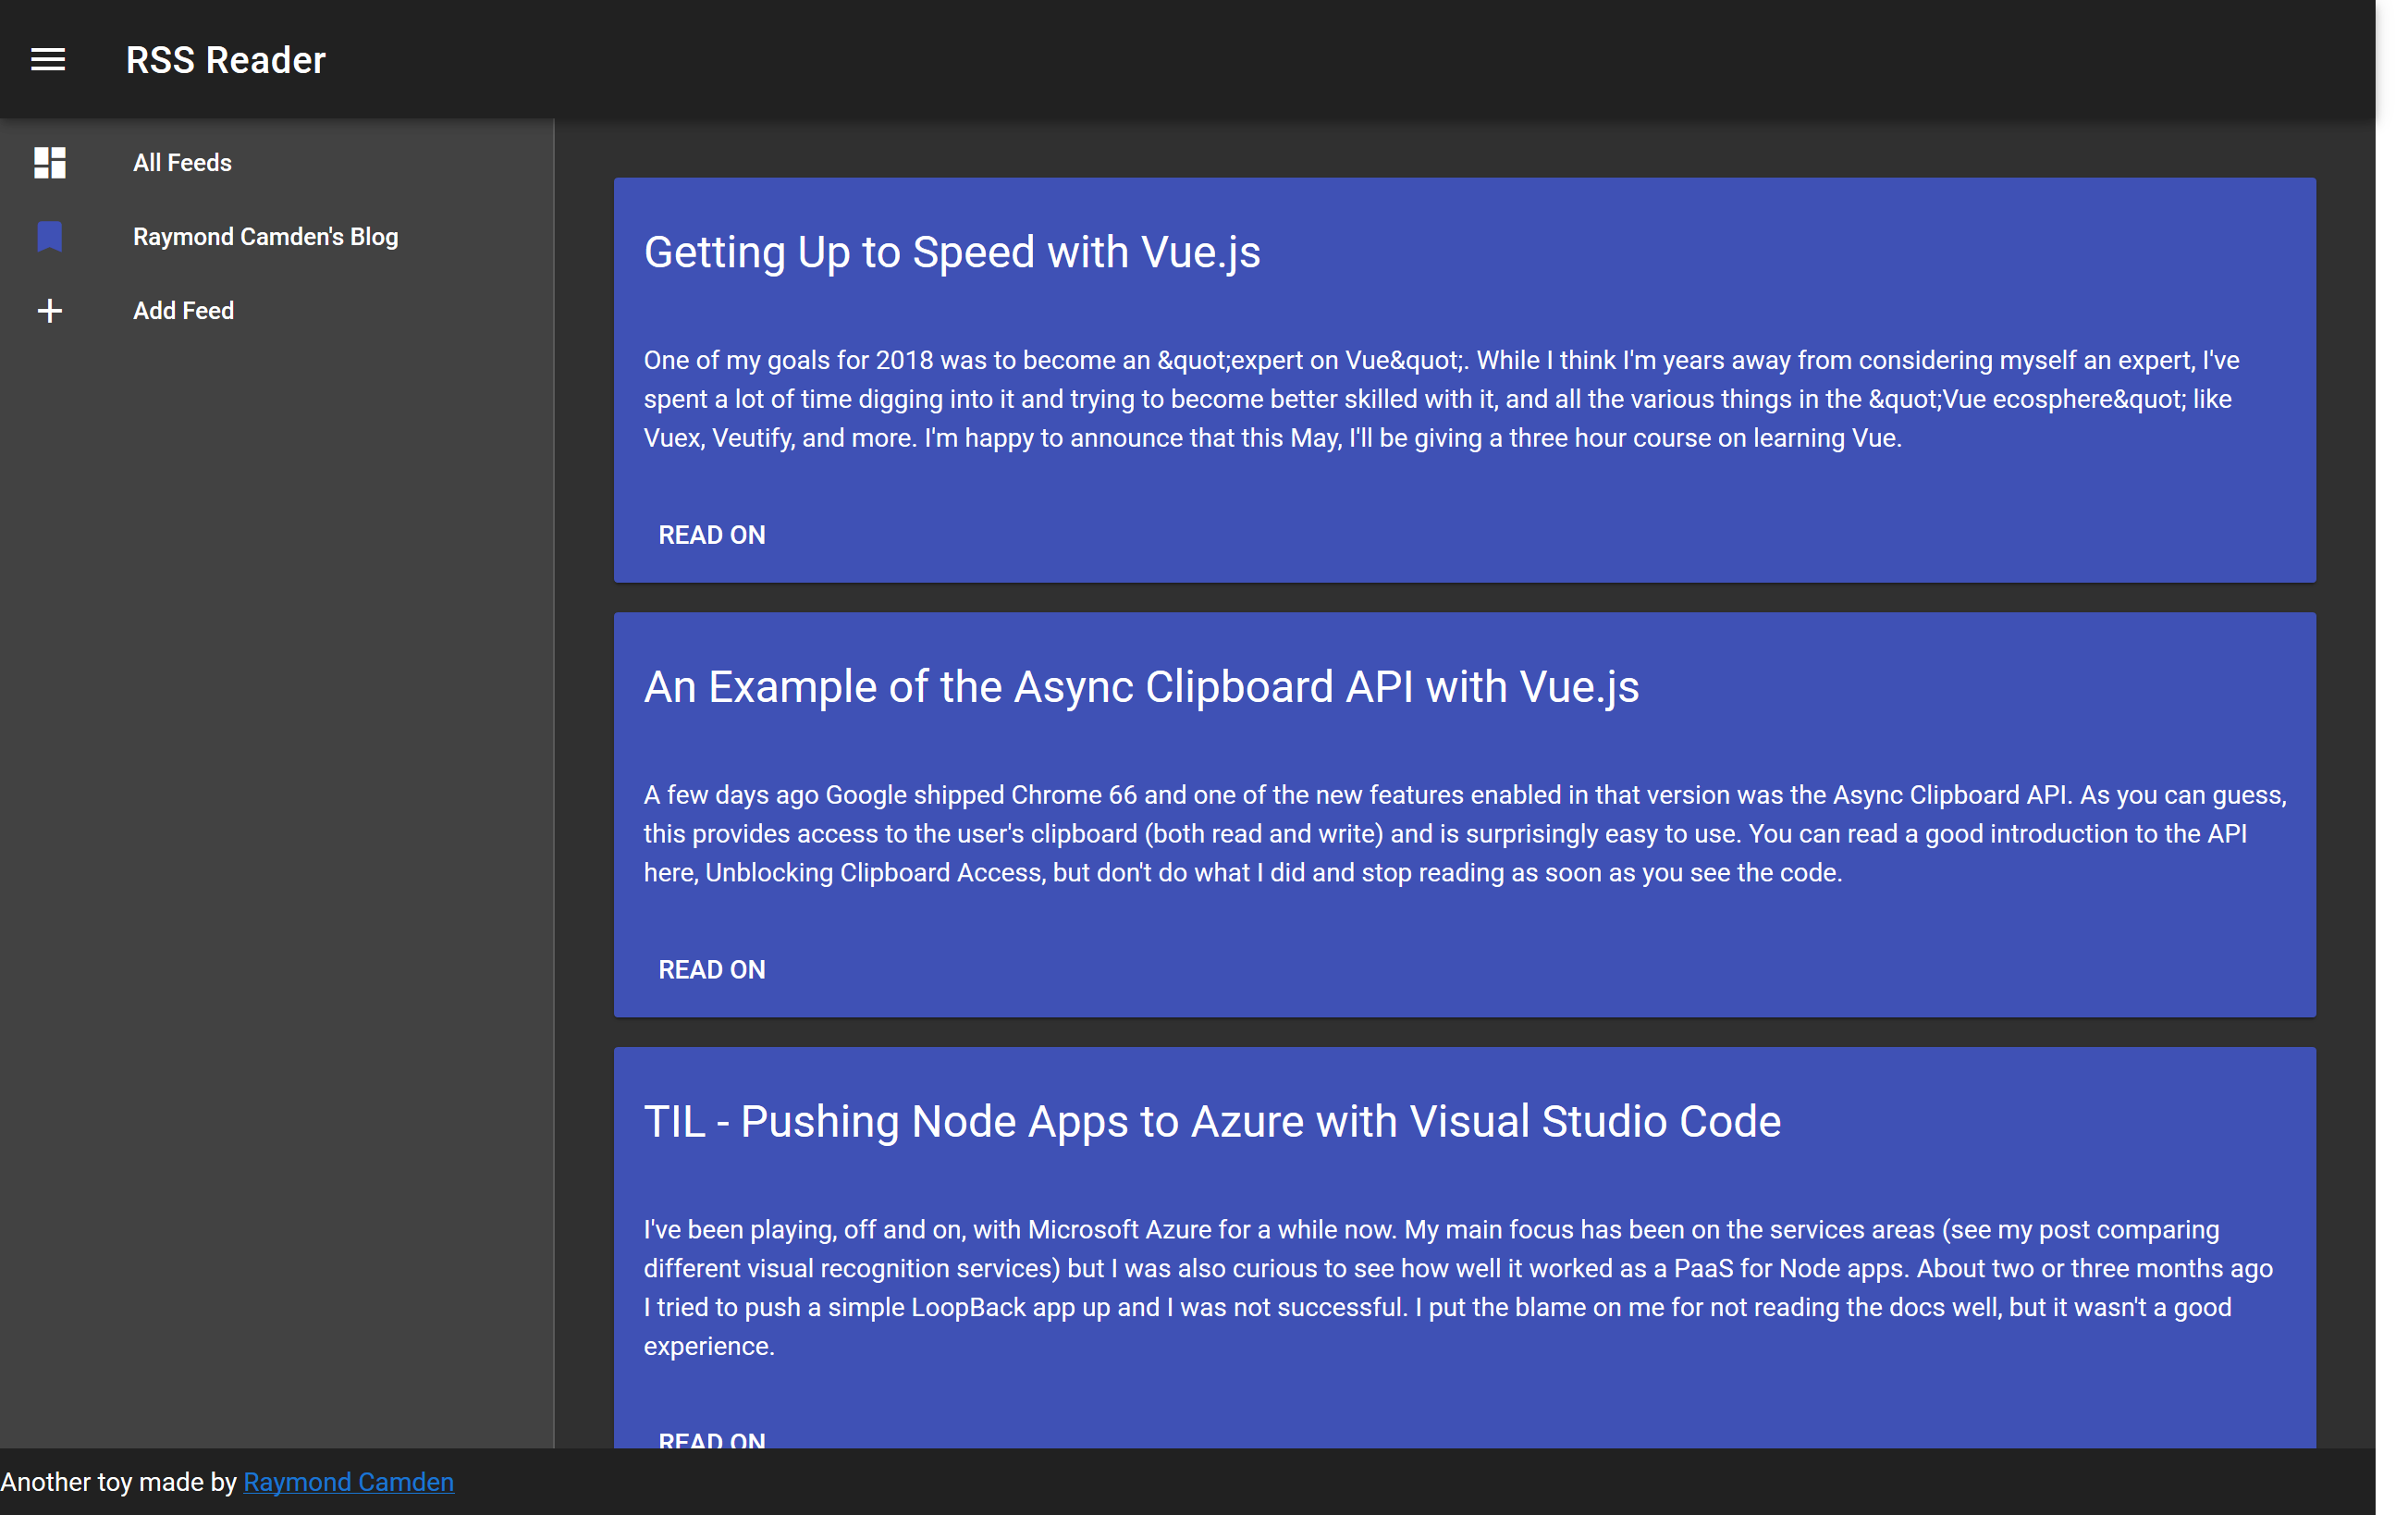 RSS Reader
All Feeds
Raymond Camden's Blog
Add Feed
Getting Up to Speed with Vue.js
One of my goals for 2018 was to become an &quot;expert on Vue&quot;. While I think I'm years away from considering myself an expert, I've
spent a lot of time digging into it and trying to become better skilled with it, and all the various things in the &quot;Vue ecosphere&quot; like
Vuex, Veutify, and more. I'm happy to announce that this May, I'll be giving a three hour course on learning Vue.
READ ON
An Example of the Async Clipboard API with Vue.js
A few days ago Google shipped Chrome 66 and one of the new features enabled in that version was the Async Clipboard API. As you can guess,
this provides access to the user's clipboard (both read and write) and is surprisingly easy to use. You can read a good introduction to the API
here, Unblocking Clipboard Access, but don't do what I did and stop reading as soon as you see the code.
READ ON
TIL - Pushing Node Apps to Azure with Visual Studio Code
I've been playing, off and on, with Microsoft Azure for a while now. My main focus has been on the services areas (see my post comparing
different visual recognition services) but I was also curious to see how well it worked as a PaaS for Node apps. About two or three months ago
I tried to push a simple LoopBack app up and I was not successful. I put the blame on me for not reading the docs well, but it wasn't a good
experience.
READ ON
Another toy made by Raymond Camden